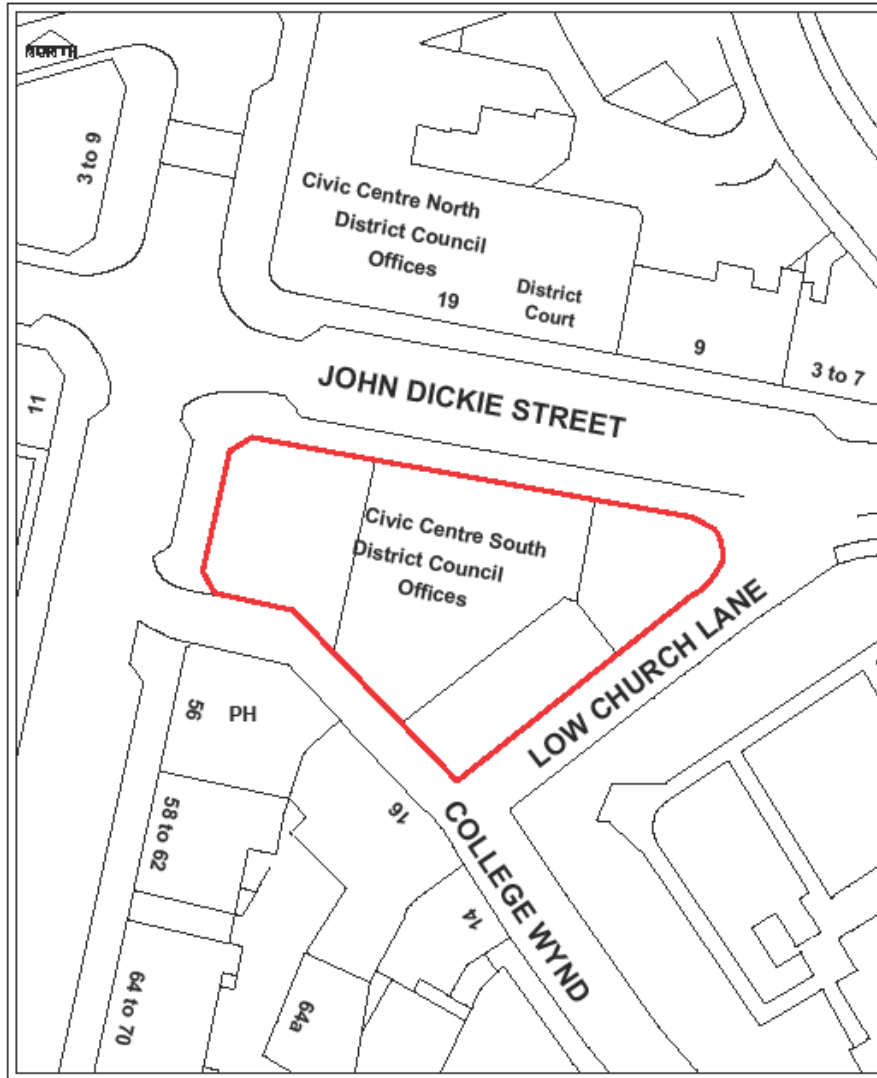 NORTH
3 to 9
Civic Centre North
District Council
Offices
19
District
Court
9
3 to 7
JOHN DICKIE STREET
11
Civic Centre South
District Council
Offices
LOW CHURCH LANE
56
PH
58 to 62
16
COLLEGE WYND
14
64 to 70
64a